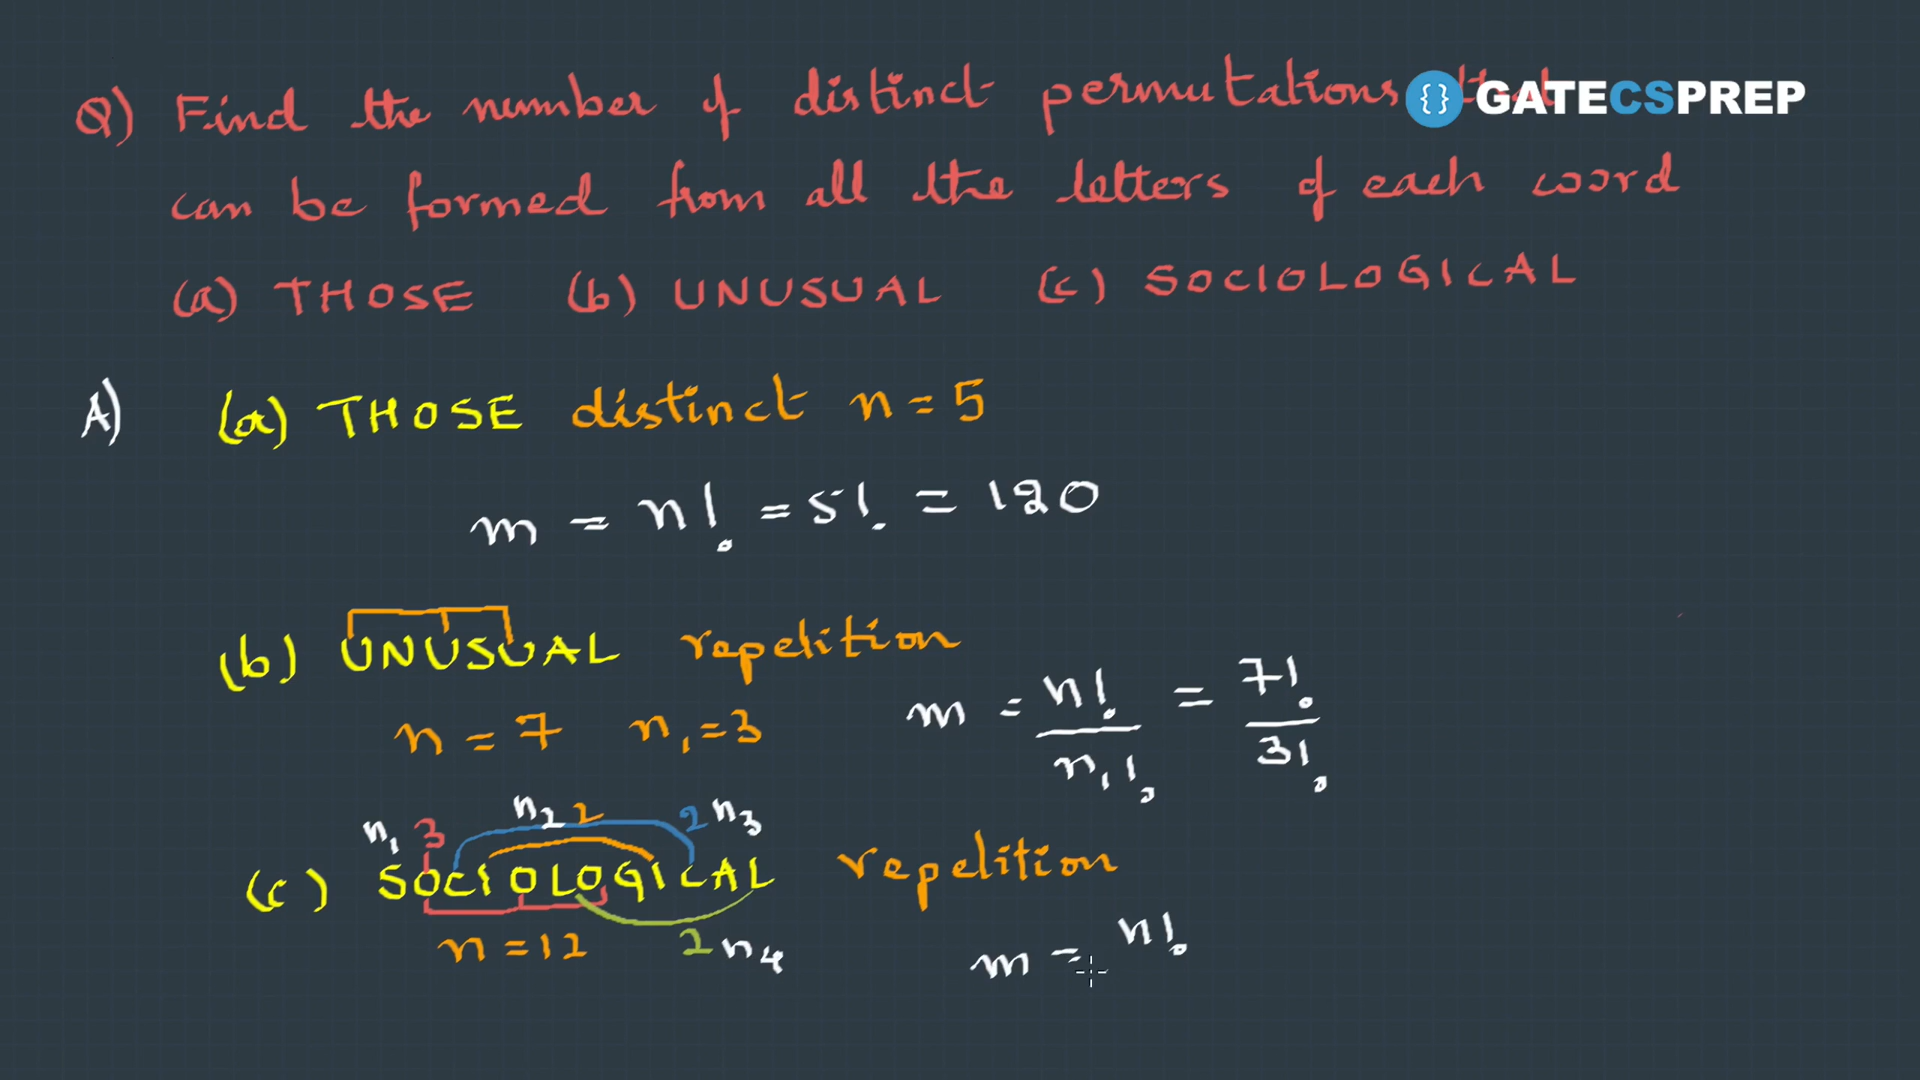 Q) Find the number of distinct permutations that
{} GATECSPREP
can be formed from all the letters of each word
(a) THOSE (b) UNUSUAL (c) SOCIOLOGICAL
A) (a) THOSE distinct n = 5
m = n! = 5! = 120
(b) UNUSUAL repetition
n = 7 n₁ = 3 m = n!/n₁! = 7!/3!
n₁ 3 n₂ 2 2 n₃
(c) SOCIOLOGICAL repetition
n = 12 2 n₄ m = n!